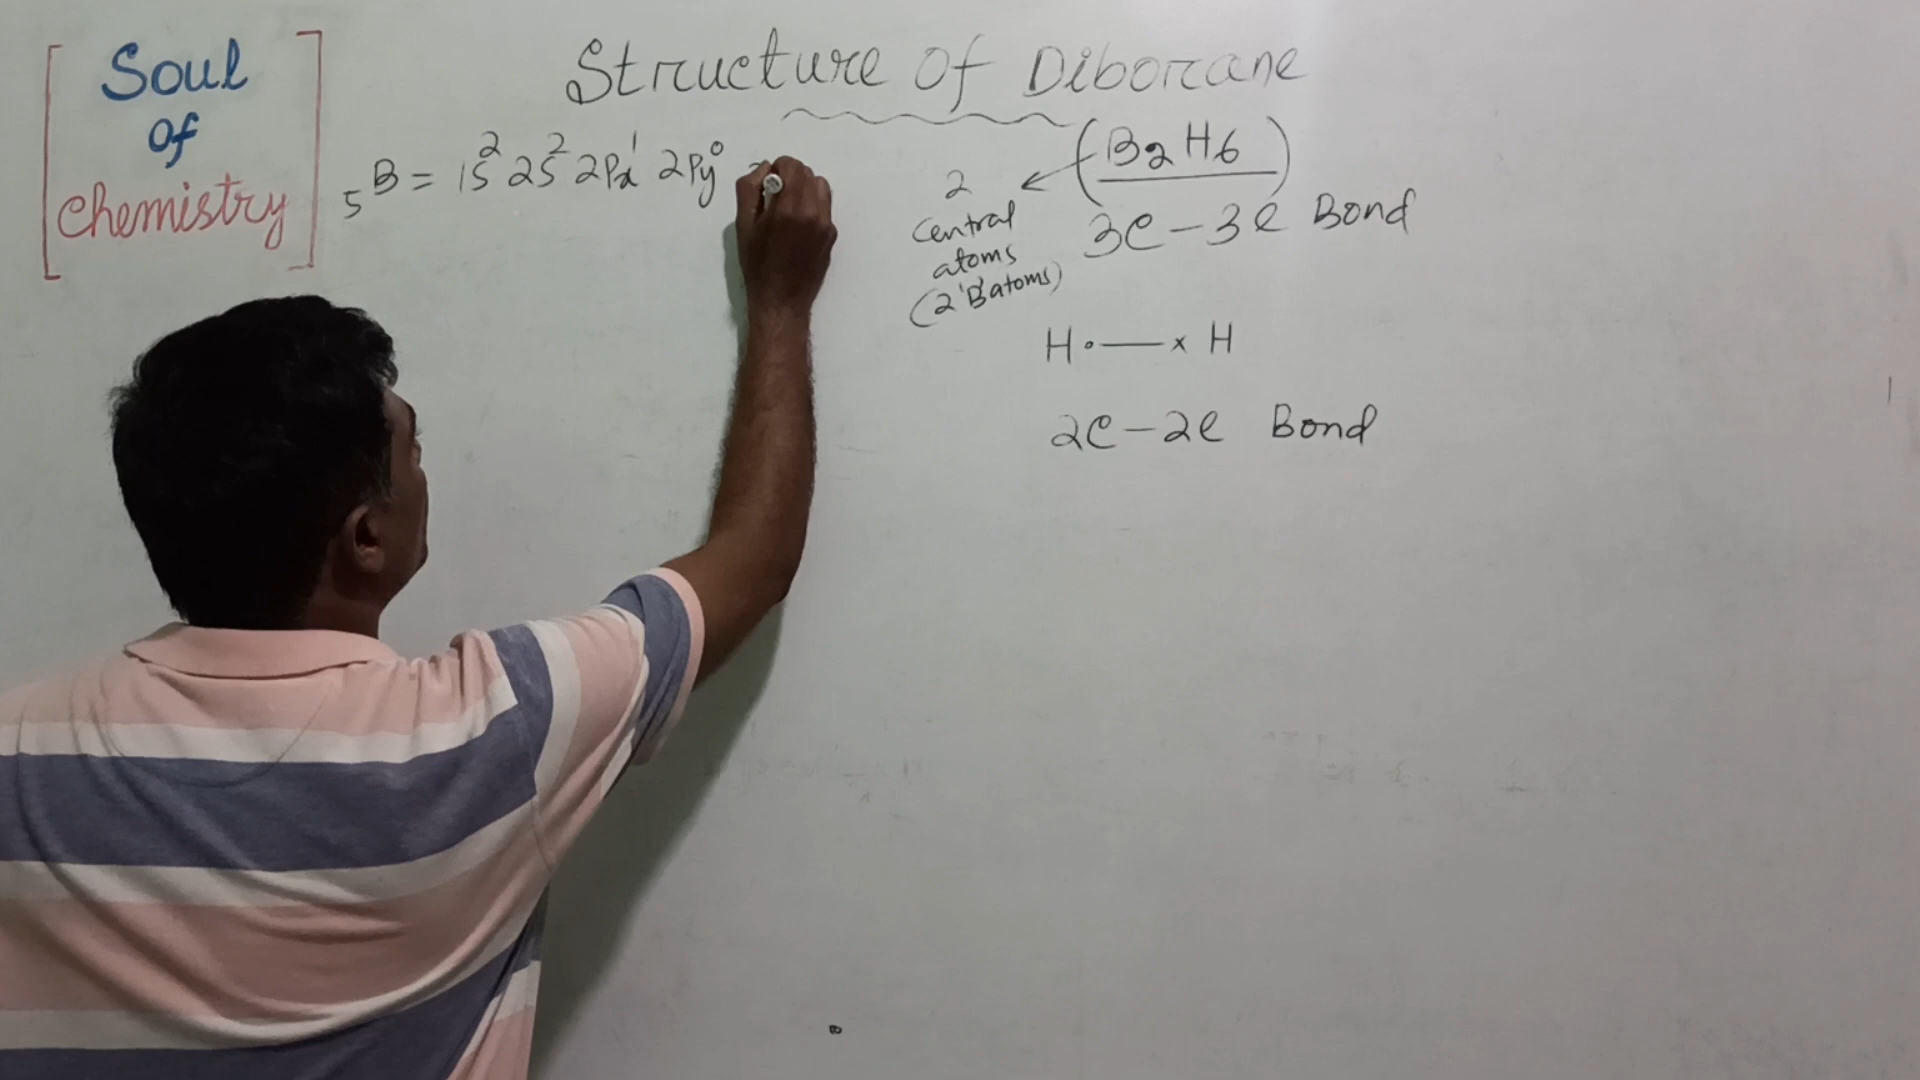 Soul
Of
Chemistry
Structure Of Diborane
(B₂H₆)
₅B = 1S² 2S² 2Px¹ 2Py⁰
2
Central
atoms
(2 'B' atoms)
3C-3e Bond
H•—x H
2C-2e Bond